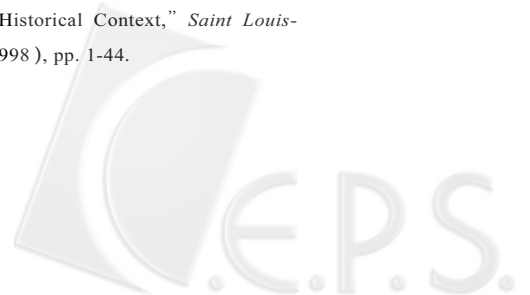 Historical Context,” Saint Louis-
998 ), pp. 1-44.
C.E.P.S.